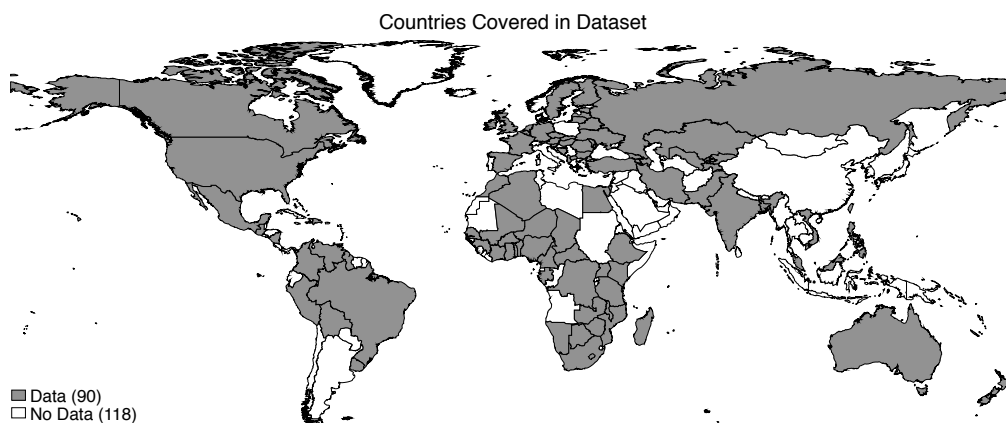 Countries Covered in Dataset
Data (90)
No Data (118)